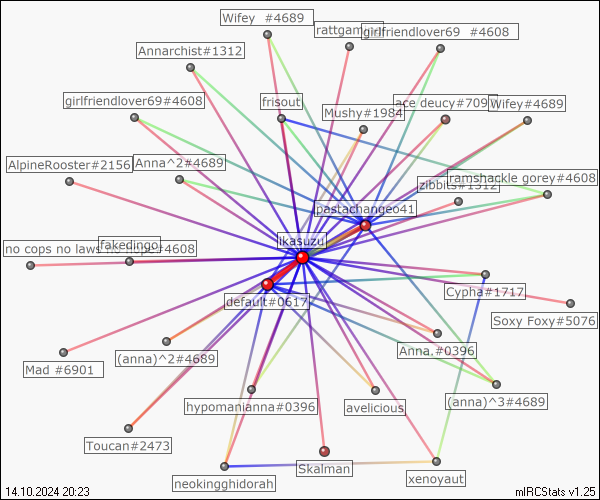 Wifey  #4689
rattgam
girlfriendlover69  #4608
Annarchist#1312
girlfriendlover69#4608
frisout
Mushy#1984
ace deucy#709
Wifey#4689
AlpineRooster#2156
Anna^2#4689
zibbits#1312
ramshackle gorey#4608
pastachangeo41
ikasuzu
no cops no laws
#4608
fakedingo
default#0617
Cypha#1717
Soxy Foxy#5076
Mad #6901
(anna)^2#4689
Anna.#0396
hypomanianna#0396
avelicious
(anna)^3#4689
Toucan#2473
neokingghidorah
Skalman
xenoyaut
14.10.2024 20:23
mIRCStats v1.25